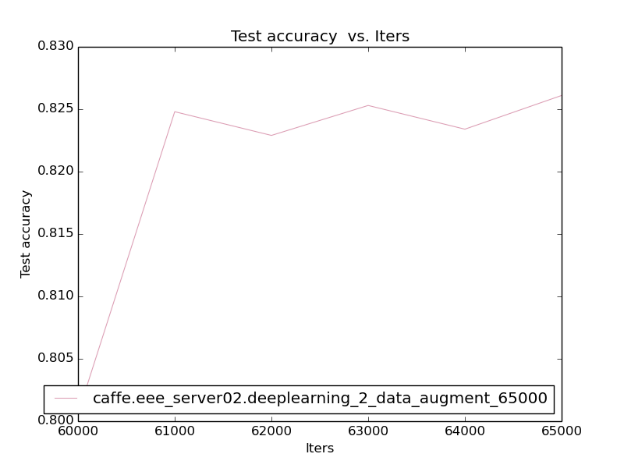 Test accuracy  vs. Iters
0.830
0.825
0.820
0.815
0.810
0.805
0.800
Test accuracy
caffe.eee_server02.deeplearning_2_data_augment_65000
60000 61000 62000 63000 64000 65000
Iters